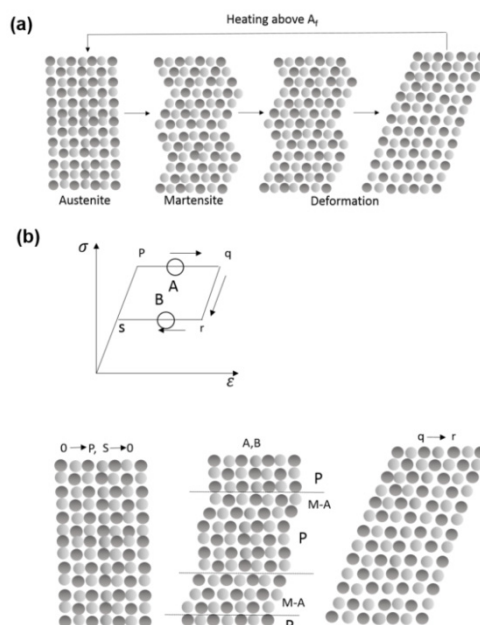 (a)
Heating above Af
Austenite
Martensite
Deformation
(b)
σ
P
q
A
B
S
r
ε
0 → P, S → 0
A,B
q → r
P
M-A
P
M-A
P